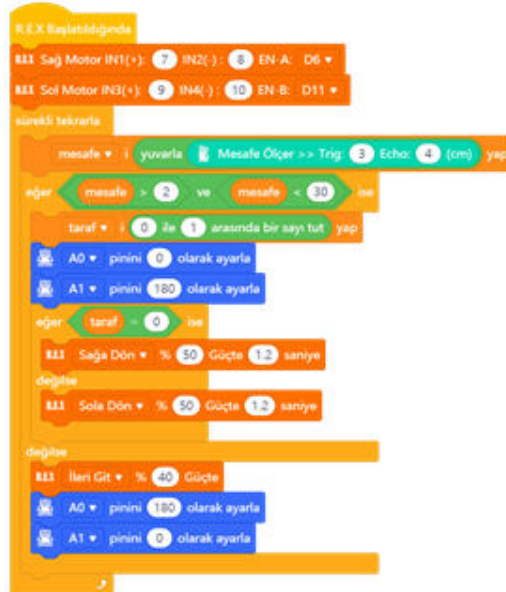 R.E.X Başlatıldığında
R.E.X Sağ Motor IN1(+): 7 IN2(-) : 8 EN-A: D6
R.E.X Sol Motor IN3(+): 9 IN4(-) : 10 EN-B: D11
sürekli tekrarla
mesafe i yuvarla Mesafe Ölçer >> Trig: 3 Echo: 4 (cm) yap
eğer mesafe > 2 ve mesafe < 30 ise
taraf i 0 ile 1 arasında bir sayı tut yap
A0 pinini 0 olarak ayarla
A1 pinini 180 olarak ayarla
eğer taraf = 0 ise
R.E.X Sağa Dön % 50 Güçte 1.2 saniye
değilse
R.E.X Sola Dön % 50 Güçte 1.2 saniye
değilse
R.E.X İleri Git % 40 Güçte
A0 pinini 180 olarak ayarla
A1 pinini 0 olarak ayarla